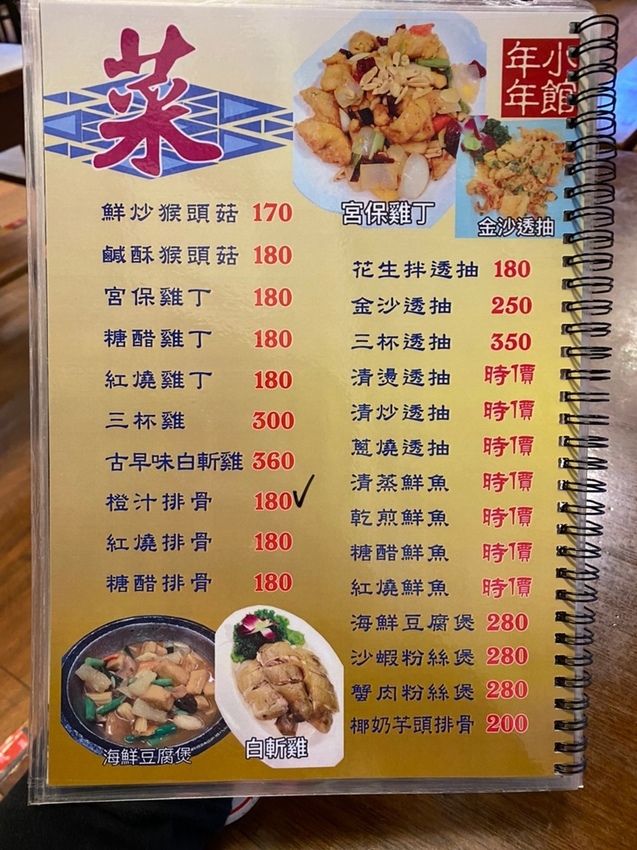 菜
小館
年年
宮保雞丁
金沙透抽
鮮炒猴頭菇 170
鹹酥猴頭菇 180
宮保雞丁 180
糖醋雞丁 180
紅燒雞丁 180
三杯雞 300
古早味白斬雞 360
橙汁排骨 180✓
紅燒排骨 180
糖醋排骨 180
花生拌透抽 180
金沙透抽 250
三杯透抽 350
清燙透抽 時價
清炒透抽 時價
蔥燒透抽 時價
清蒸鮮魚 時價
乾煎鮮魚 時價
糖醋鮮魚 時價
紅燒鮮魚 時價
海鮮豆腐煲 280
沙蝦粉絲煲 280
蟹肉粉絲煲 280
椰奶芋頭排骨 200
海鮮豆腐煲
白斬雞